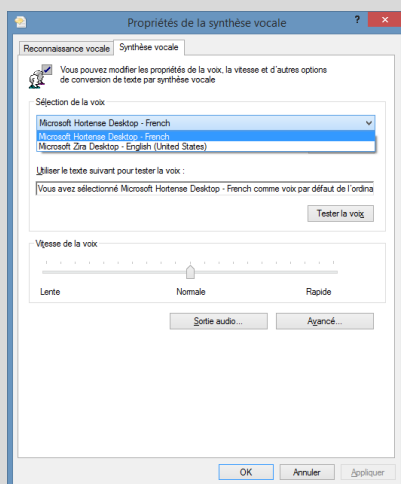 Propriétés de la synthèse vocale
Reconnaissance vocale Synthèse vocale
Vous pouvez modifier les propriétés de la voix, la vitesse et d'autres options
de conversion de texte par synthèse vocale
Sélection de la voix
Microsoft Hortense Desktop - French
Microsoft Hortense Desktop - French
Microsoft Zira Desktop - English (United States)
Utiliser le texte suivant pour tester la voix :
Vous avez sélectionné Microsoft Hortense Desktop - French comme voix par défaut de l'ordina
Tester la voix
Vitesse de la voix
Lente Normale Rapide
Sortie audio... Avancé...
OK Annuler Appliquer